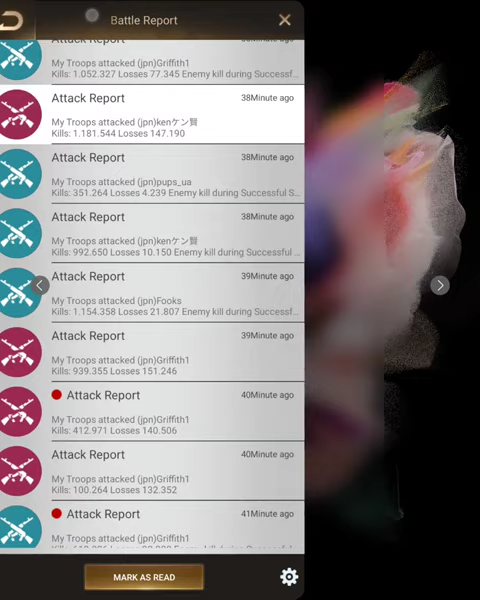 Battle Report
Attack Report
My Troops attacked (jpn)Griffith1
Kills: 1.052.327 Losses 77.345 Enemy kill during Successf...
Attack Report 38Minute ago
My Troops attacked (jpn)kenケン賢
Kills: 1.181.544 Losses 147.190
Attack Report 38Minute ago
My Troops attacked (jpn)pups_ua
Kills: 351.264 Losses 4.239 Enemy kill during Successful S...
Attack Report 38Minute ago
My Troops attacked (jpn)kenケン賢
Kills: 992.650 Losses 10.150 Enemy kill during Successful ...
Attack Report 39Minute ago
My Troops attacked (jpn)Fooks
Kills: 1.154.358 Losses 21.807 Enemy kill during Successf...
Attack Report 39Minute ago
My Troops attacked (jpn)Griffith1
Kills: 939.355 Losses 151.246
Attack Report 40Minute ago
My Troops attacked (jpn)Griffith1
Kills: 412.971 Losses 140.506
Attack Report 40Minute ago
My Troops attacked (jpn)Griffith1
Kills: 100.264 Losses 132.352
Attack Report 41Minute ago
My Troops attacked (jpn)Griffith1
MARK AS READ